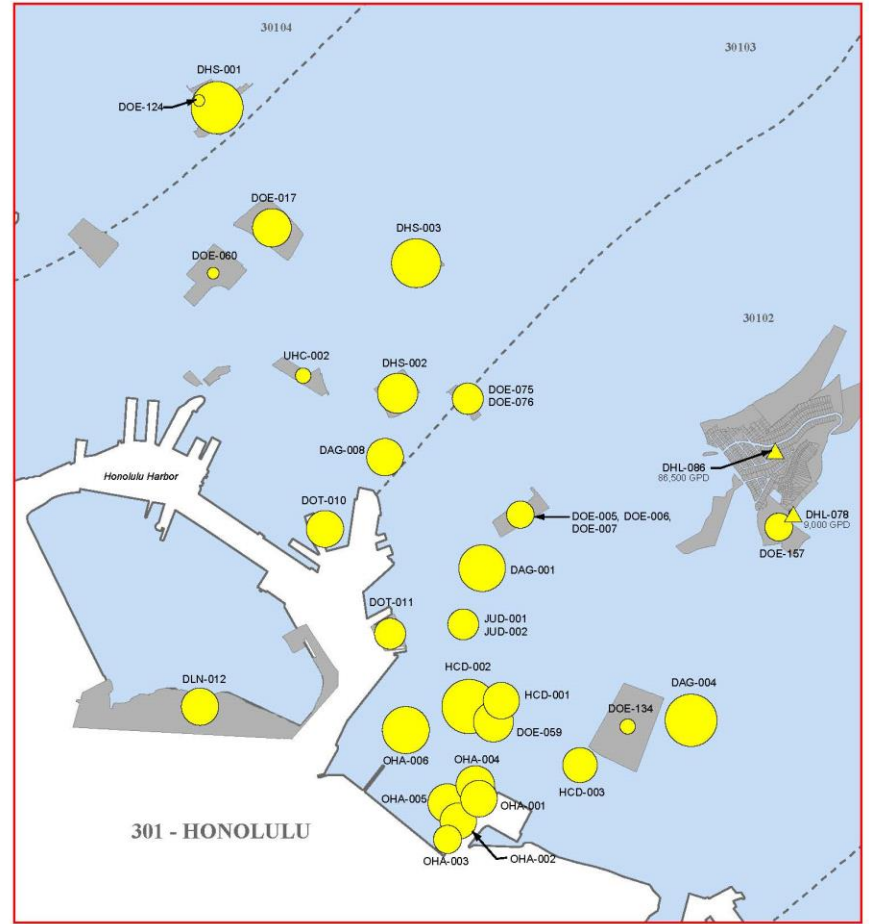 30104
30103
DHS-001
DOE-124
DOE-017
DHS-003
DOE-060
30102
UHC-002
DHS-002
DOE-075
DOE-076
DAG-008
DHL-086
86,500 GPD
Honolulu Harbor
DOT-010
DOE-005, DOE-006,
DOE-007
DHL-078
9,000 GPD
DOE-157
DAG-001
JUD-001
JUD-002
DOT-011
HCD-002
HCD-001
DLN-012
DAG-004
DOE-134
DOE-059
OHA-006
OHA-004
HCD-003
OHA-005
OHA-001
301 - HONOLULU
OHA-003
OHA-002